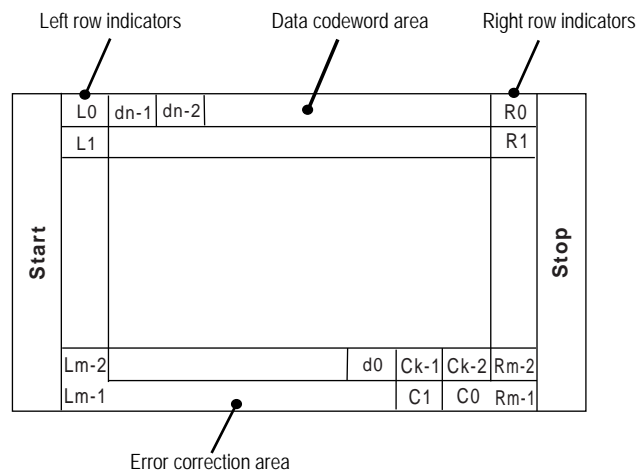 Left row indicators Data codeword area Right row indicators
L0 dn-1 dn-2 R0
L1 R1
Start
Stop
Lm-2 d0 Ck-1 Ck-2 Rm-2
Lm-1 C1 C0 Rm-1
Error correction area